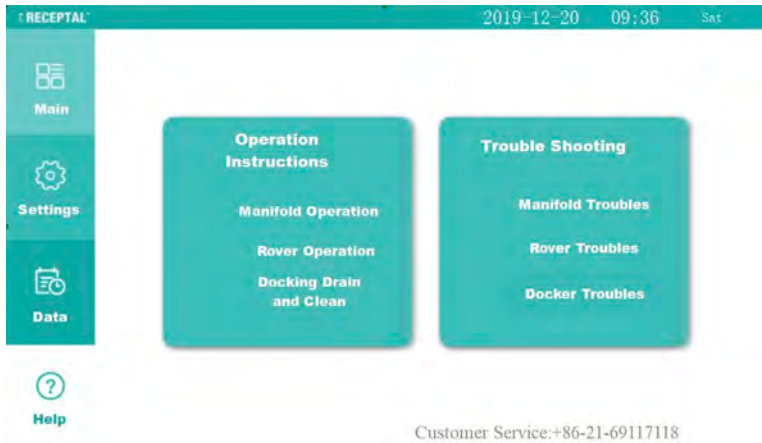 RECEPTAL
2019-12-20 09:36 Sat
Main
Settings
Data
Help
Operation
Instructions
Manifold Operation
Rover Operation
Docking Drain
and Clean
Trouble Shooting
Manifold Troubles
Rover Troubles
Docker Troubles
Customer Service:+86-21-69117118